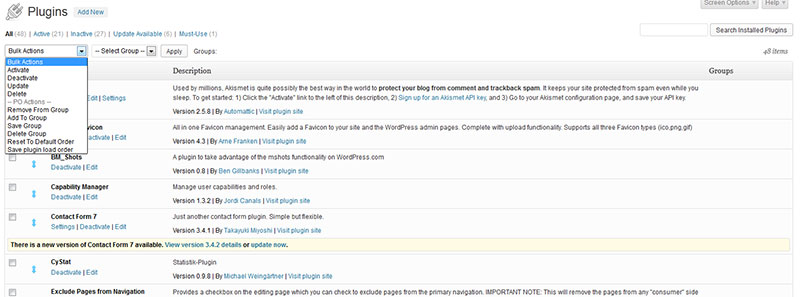 Screen Options Help
Plugins Add New
All (48) | Active (21) | Inactive (27) | Update Available (6) | Must-Use (1)
Search Installed Plugins
Bulk Actions -- Select Group -- Apply Groups: 48 items
Bulk Actions
Activate
Deactivate
Update
Delete
-- PO Actions --
Remove From Group
Add To Group
Save Group
Delete Group
Reset To Default Order
Save plugin load order
Description Groups
Used by millions, Akismet is quite possibly the best way in the world to protect your blog from comment and trackback spam. It keeps your site protected from spam even while you
Edit | Settings
sleep. To get started: 1) Click the "Activate" link to the left of this description, 2) Sign up for an Akismet API key, and 3) Go to your Akismet configuration page, and save your API key.
Version 2.5.8 | By Automattic | Visit plugin site
avicon All in one Favicon management. Easily add a Favicon to your site and the WordPress admin pages. Complete with upload functionality. Supports all three Favicon types (ico,png,gif)
Deactivate | Edit
Version 4.3 | By Arne Franken | Visit plugin site
BM_Shots A plugin to take advantage of the mshots functionality on WordPress.com
Deactivate | Edit
Version 0.8 | By Ben Gillbanks | Visit plugin site
Capability Manager Manage user capabilities and roles.
Deactivate | Edit
Version 1.3.2 | By Jordi Canals | Visit plugin site
Contact Form 7 Just another contact form plugin. Simple but flexible.
Settings | Deactivate | Edit
Version 3.4.1 | By Takayuki Miyoshi | Visit plugin site
There is a new version of Contact Form 7 available. View version 3.4.2 details or update now.
CyStat Statistik-Plugin
Deactivate | Edit
Version 0.9.8 | By Michael Weingärtner | Visit plugin site
Exclude Pages from Navigation Provides a checkbox on the editing page which you can check to exclude pages from the primary navigation. IMPORTANT NOTE: This will remove the pages from any "consumer" side